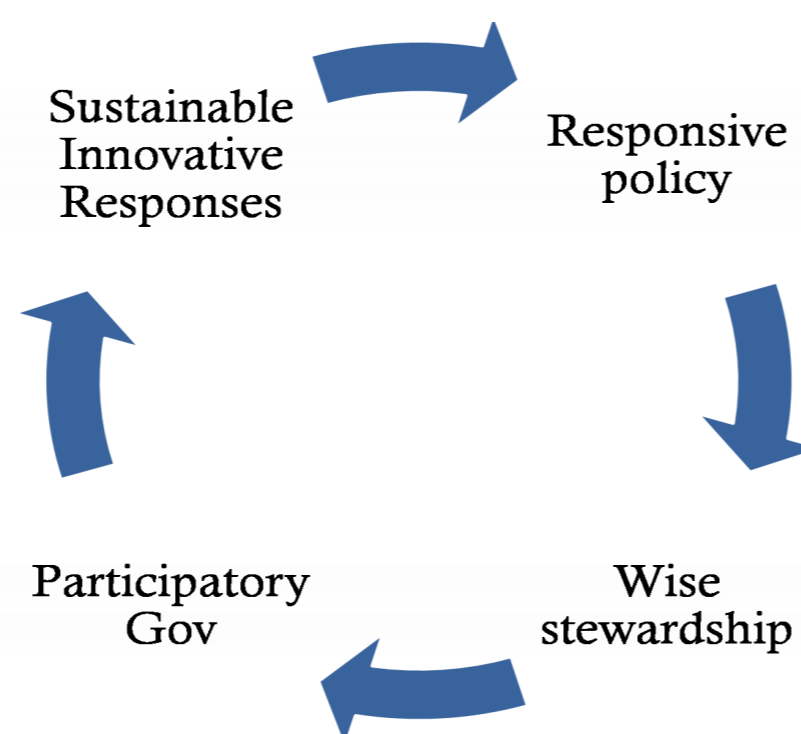 Sustainable
Innovative
Responses
Responsive
policy
Wise
stewardship
Participatory
Gov